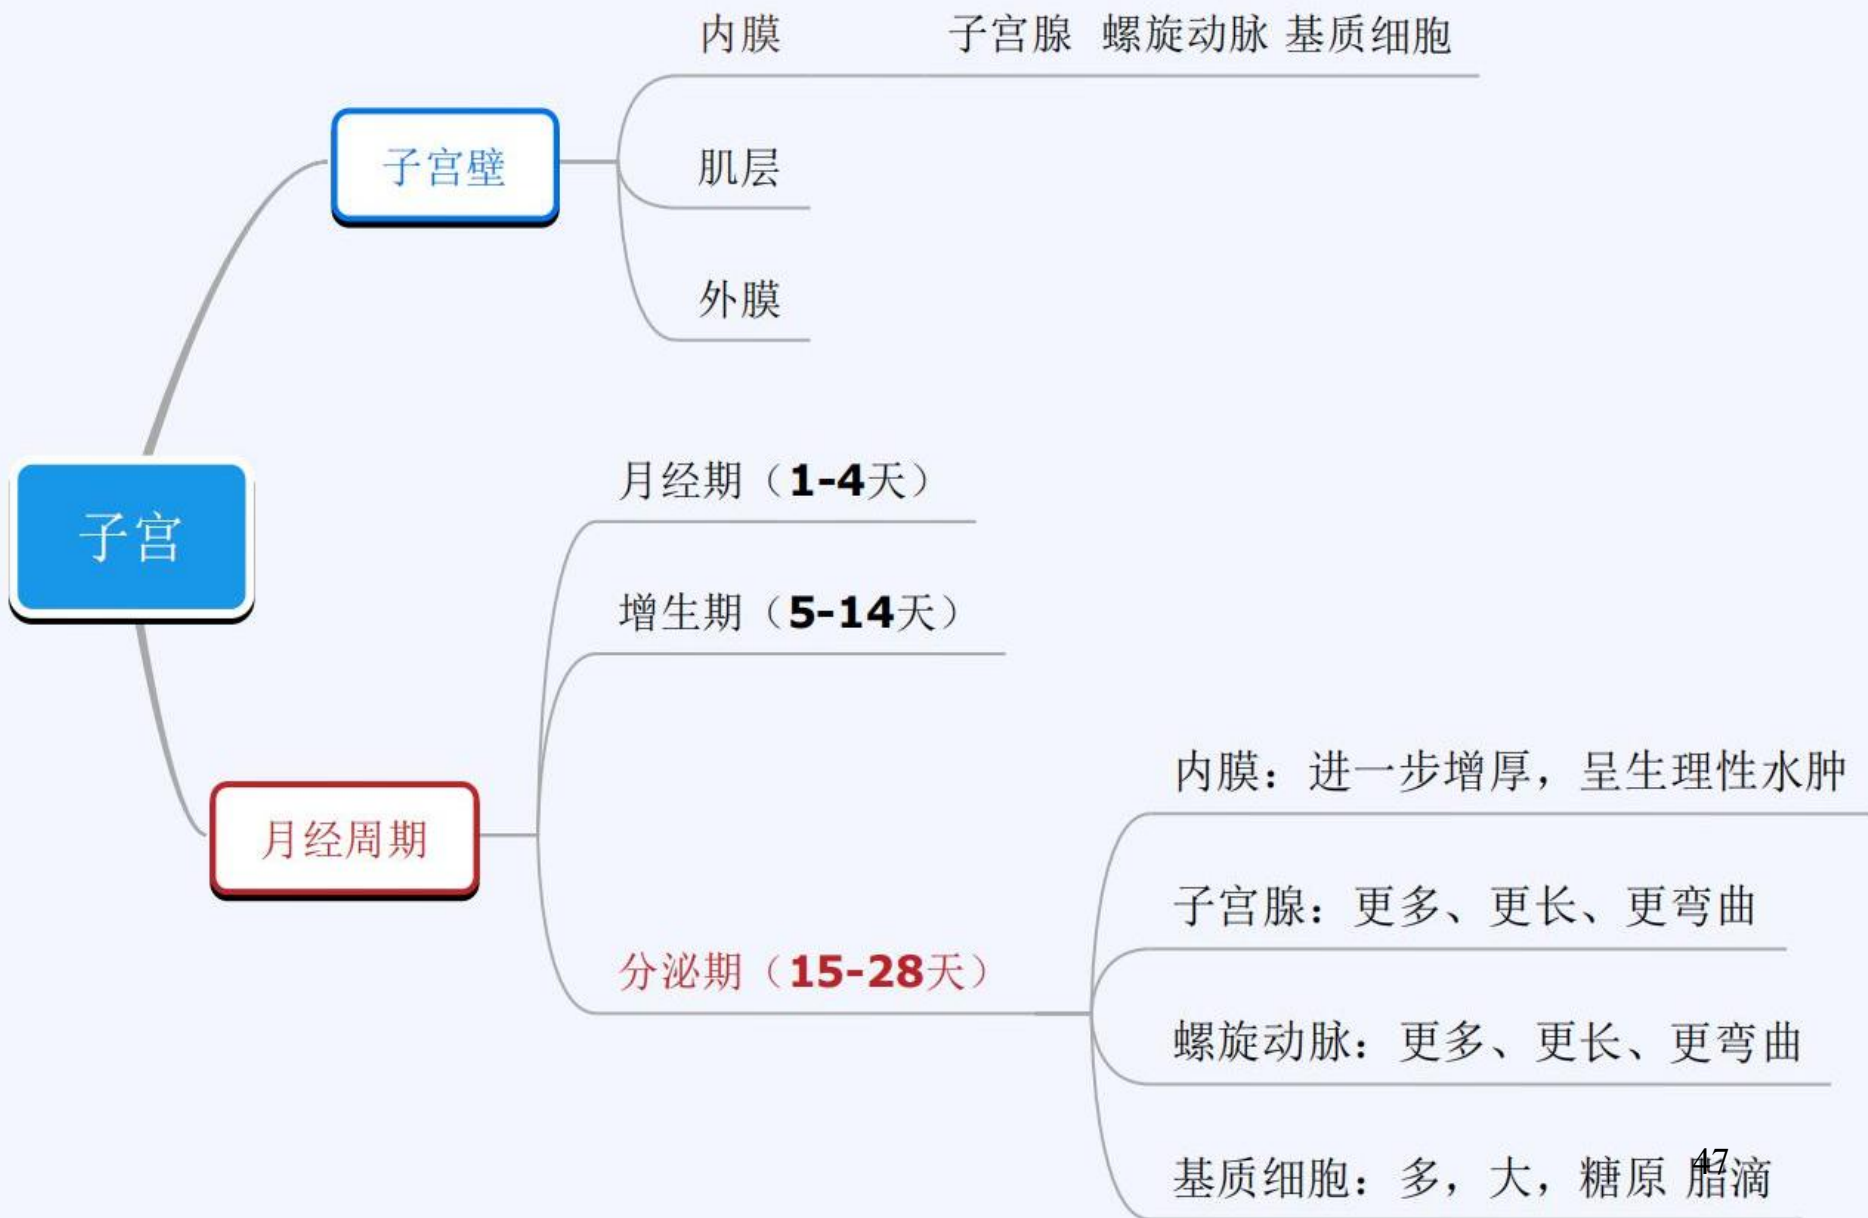 内膜 子宫腺 螺旋动脉 基质细胞
子宫壁
肌层
外膜
子宫
月经周期
月经期（1-4天）
增生期（5-14天）
分泌期（15-28天）
内膜：进一步增厚，呈生理性水肿
子宫腺：更多、更长、更弯曲
螺旋动脉：更多、更长、更弯曲
基质细胞：多，大，糖原 脂滴
47